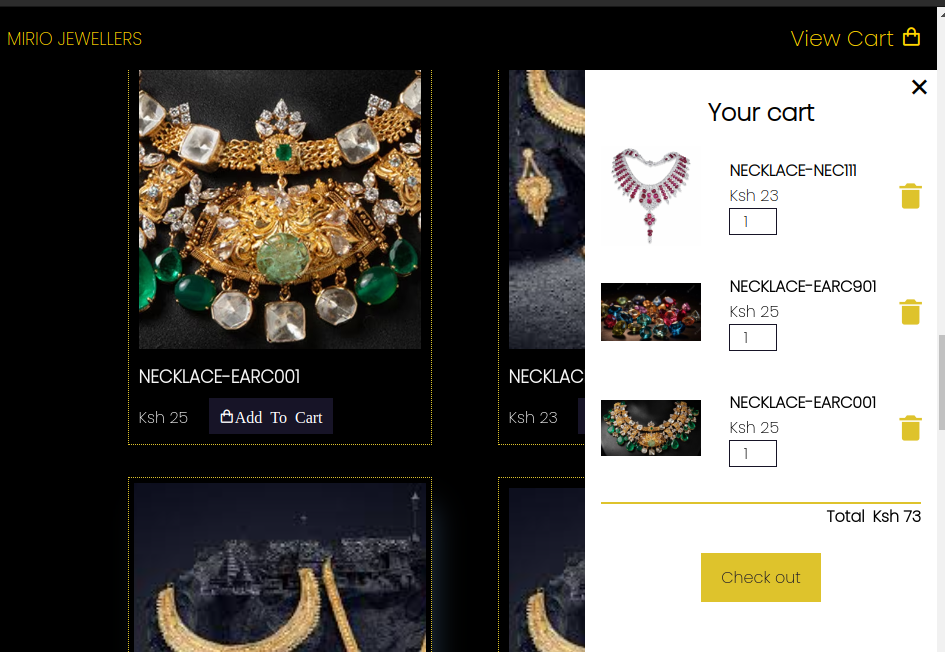 MIRIO JEWELLERS
View Cart
NECKLACE-EARC001
Ksh 25
Add To Cart
NECKLAC
Ksh 23
Your cart
NECKLACE-NEC111
Ksh 23
1
NECKLACE-EARC901
Ksh 25
1
NECKLACE-EARC001
Ksh 25
1
Total Ksh 73
Check out